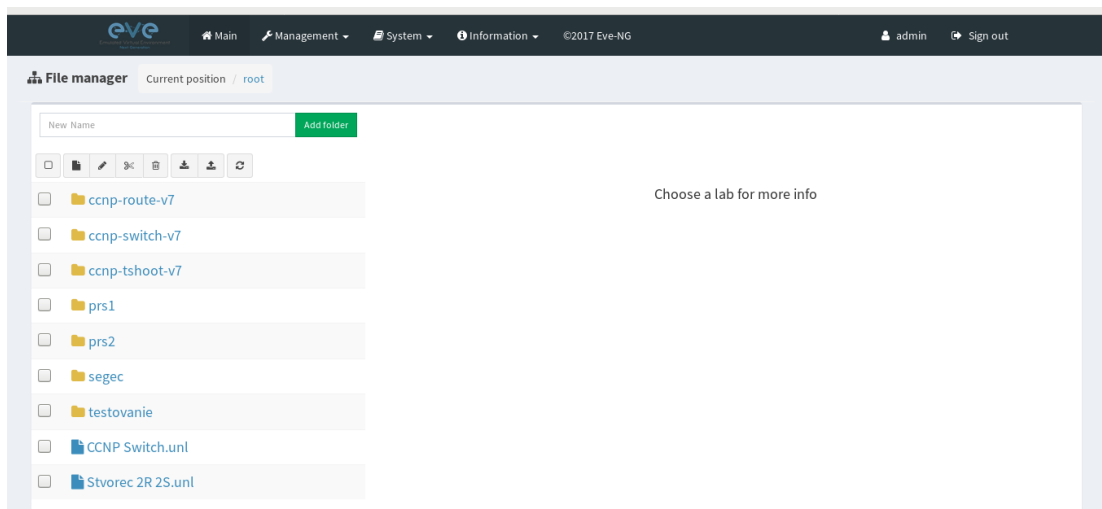 eve
Main Management System Information ©2017 Eve-NG admin Sign out
File manager Current position / root
New Name Add folder
Choose a lab for more info
ccnp-route-v7
ccnp-switch-v7
ccnp-tshoot-v7
prs1
prs2
segec
testovanie
CCNP Switch.unl
Stvorec 2R 2S.unl